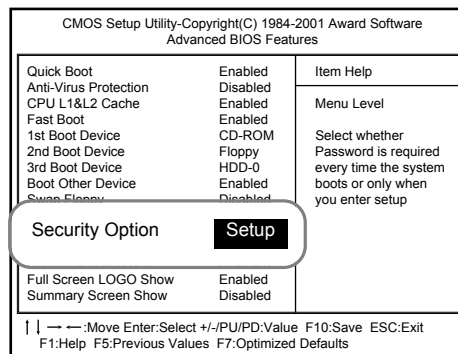 CMOS Setup Utility-Copyright(C) 1984-2001 Award Software
Advanced BIOS Features
Quick Boot Enabled
Anti-Virus Protection Disabled
CPU L1&L2 Cache Enabled
Fast Boot Enabled
1st Boot Device CD-ROM
2nd Boot Device Floppy
3rd Boot Device HDD-0
Boot Other Device Enabled
Swap Floppy Disabled
Security Option Setup
Full Screen LOGO Show Enabled
Summary Screen Show Disabled
Item Help
Menu Level
Select whether
Password is required
every time the system
boots or only when
you enter setup
↑↓→←:Move Enter:Select +/-/PU/PD:Value F10:Save ESC:Exit
F1:Help F5:Previous Values F7:Optimized Defaults